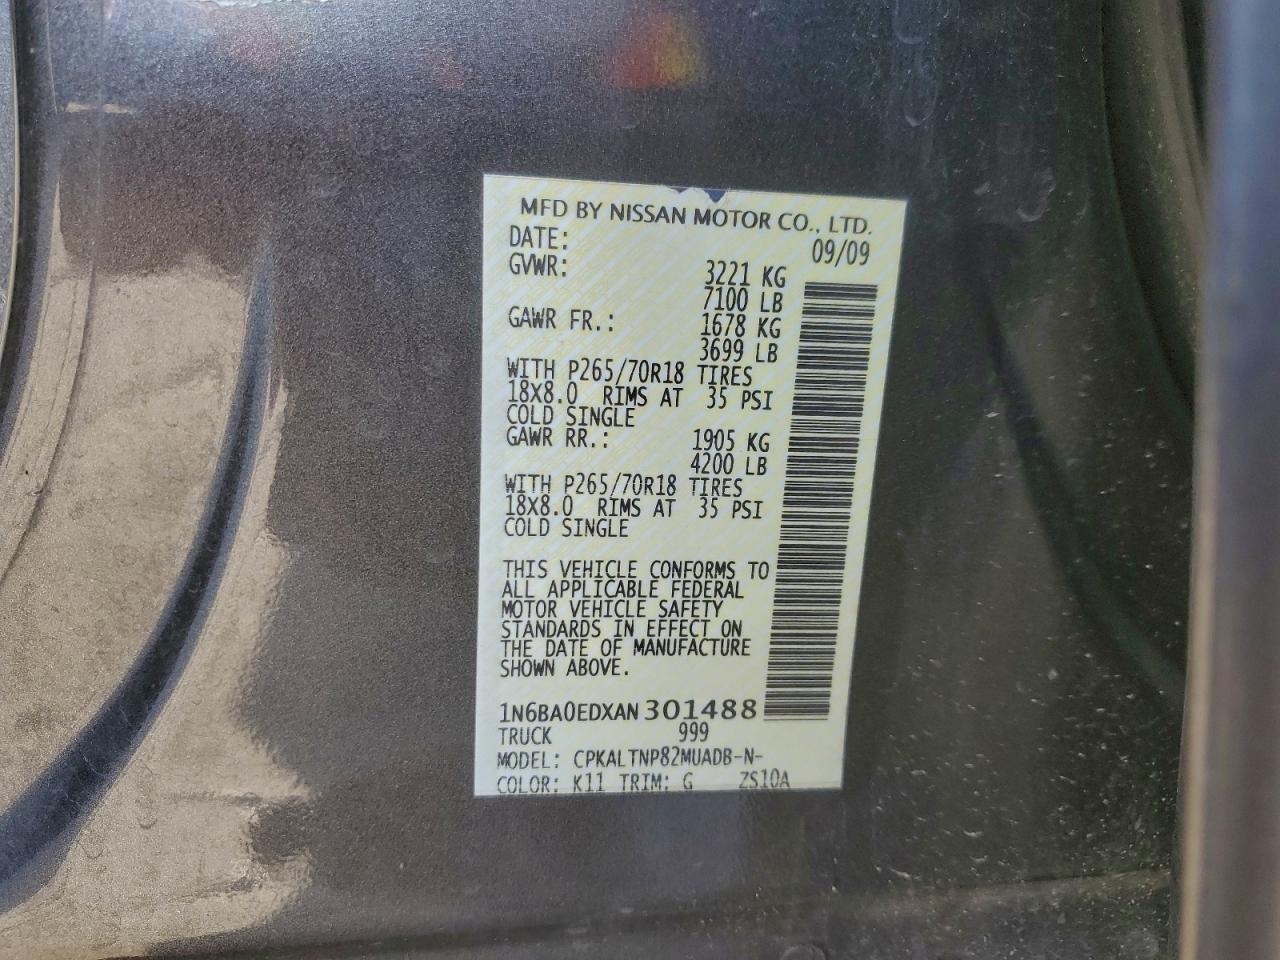 MFD BY NISSAN MOTOR CO., LTD.
DATE: 09/09
GVWR: 3221 KG
7100 LB
GAWR FR.: 1678 KG
3699 LB
WITH P265/70R18 TIRES
18X8.0 RIMS AT 35 PSI
COLD SINGLE
GAWR RR.: 1905 KG
4200 LB
WITH P265/70R18 TIRES
18X8.0 RIMS AT 35 PSI
COLD SINGLE
THIS VEHICLE CONFORMS TO
ALL APPLICABLE FEDERAL
MOTOR VEHICLE SAFETY
STANDARDS IN EFFECT ON
THE DATE OF MANUFACTURE
SHOWN ABOVE.
1N6BA0EDXAN301488
TRUCK 999
MODEL: CPKALTNP82MUADB-N-
COLOR: K11 TRIM: G ZS10A